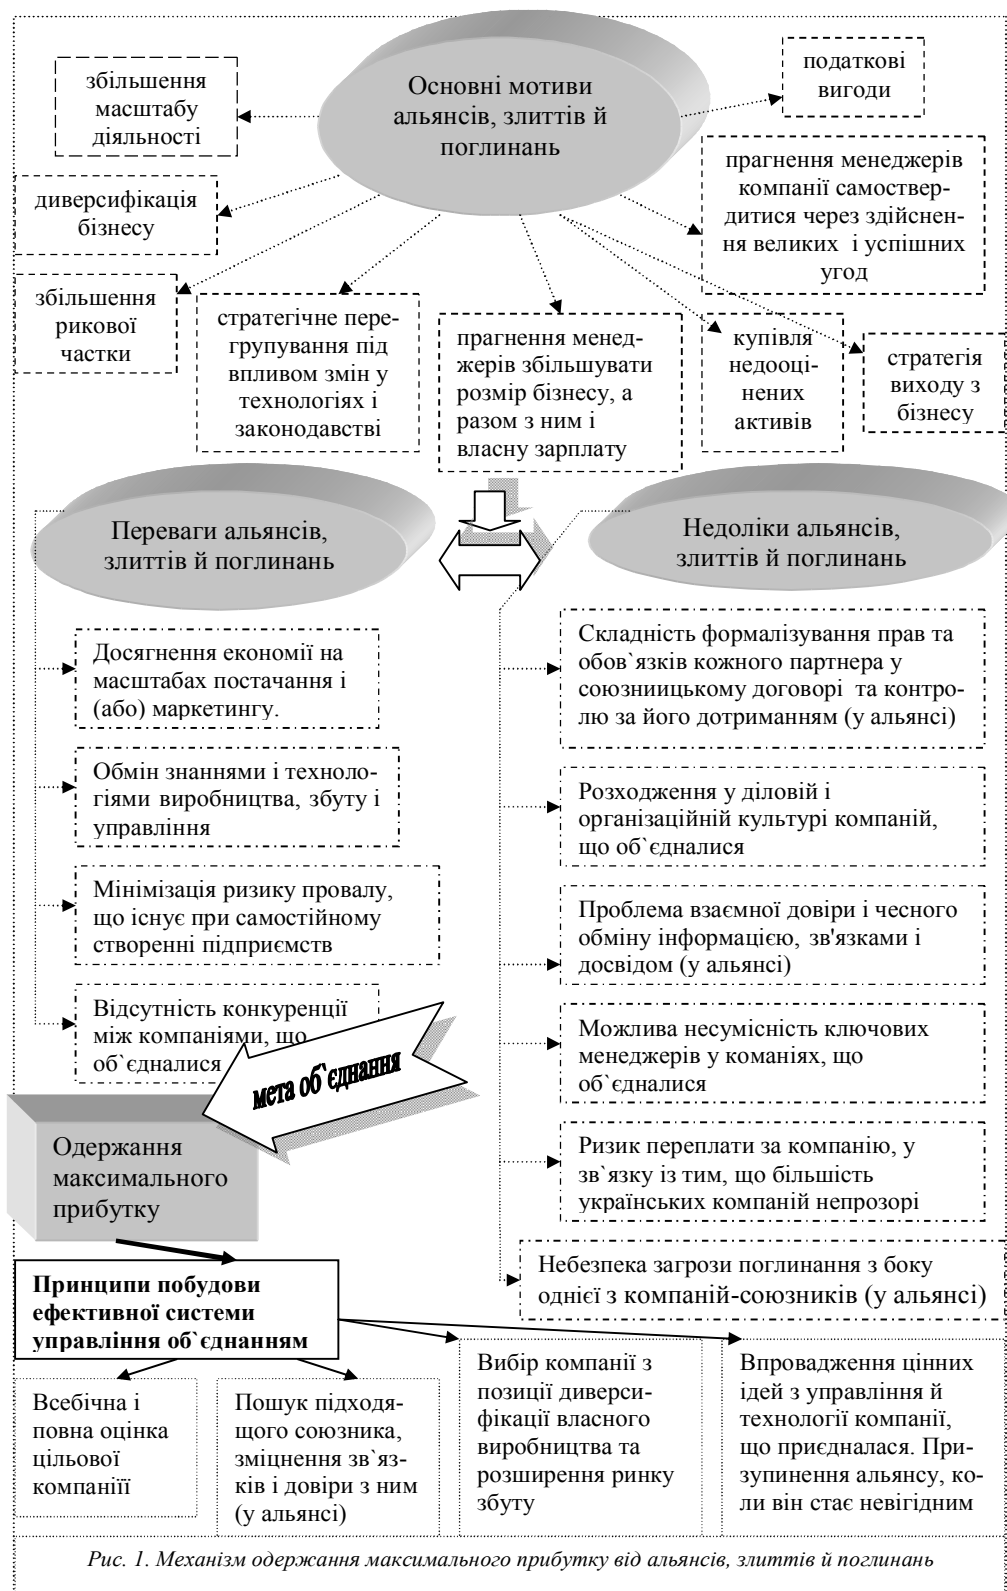 Основні мотиви
альянсів, злиттів й
поглинань
збільшення
масштабу
діяльності
податкові
вигоди
диверсифікація
бізнесу
прагнення менеджерів
компанії самоствер-
дитися через здійснен-
ня великих і успішних
угод
збільшення
рикової
частки
стратегічне пере-
групування під
впливом змін у
технологіях і
законодавстві
прагнення менед-
жерів збільшувати
розмір бізнесу, а
разом з ним і
власну зарплату
купівля
недооці-
нених
активів
стратегія
виходу з
бізнесу
Переваги альянсів,
злиттів й поглинань
Недоліки альянсів,
злиттів й поглинань
Досягнення економії на
масштабах постачання і
(або) маркетингу.
Обмін знаннями і техноло-
гіями виробництва, збуту і
управління
Мінімізація ризику провалу,
що існує при самостійному
створенні підприємств
Відсутність конкуренції
між компаніями, що
об`єдналися
Складність формалізування прав та
обов`язків кожного партнера у
союзниицькому договорі та контро-
лю за його дотриманням (у альянсі)
Розходження у діловій і
організаційній культурі компаній,
що об`єдналися
Проблема взаємної довіри і чесного
обміну інформацією, зв'язками і
досвідом (у альянсі)
Можлива несумісність ключових
менеджерів у команіях, що
об`єдналися
Ризик переплати за компанію, у
зв`язку із тим, що більшість
українських компаній непрозорі
Небезпека загрози поглинання з боку
однієї з компаній-союзників (у альянсі)
мета об`єднання
Одержання
максимального
прибутку
Принципи побудови
ефективної системи
управління об`єднанням
Всебічна і
повна оцінка
цільової
компаніїї
Пошук підходя-
щого союзника,
зміцнення зв`яз-
ків і довіри з ним
(у альянсі)
Вибір компанії з
позиції диверси-
фікації власного
виробництва та
розширення ринку
збуту
Впровадження цінних
ідей з управління й
технології компанії,
що приєдналася. При-
зупинення альянсу, ко-
ли він стає невігідним
Рис. 1. Механізм одержання максимального прибутку від альянсів, злиттів й поглинань